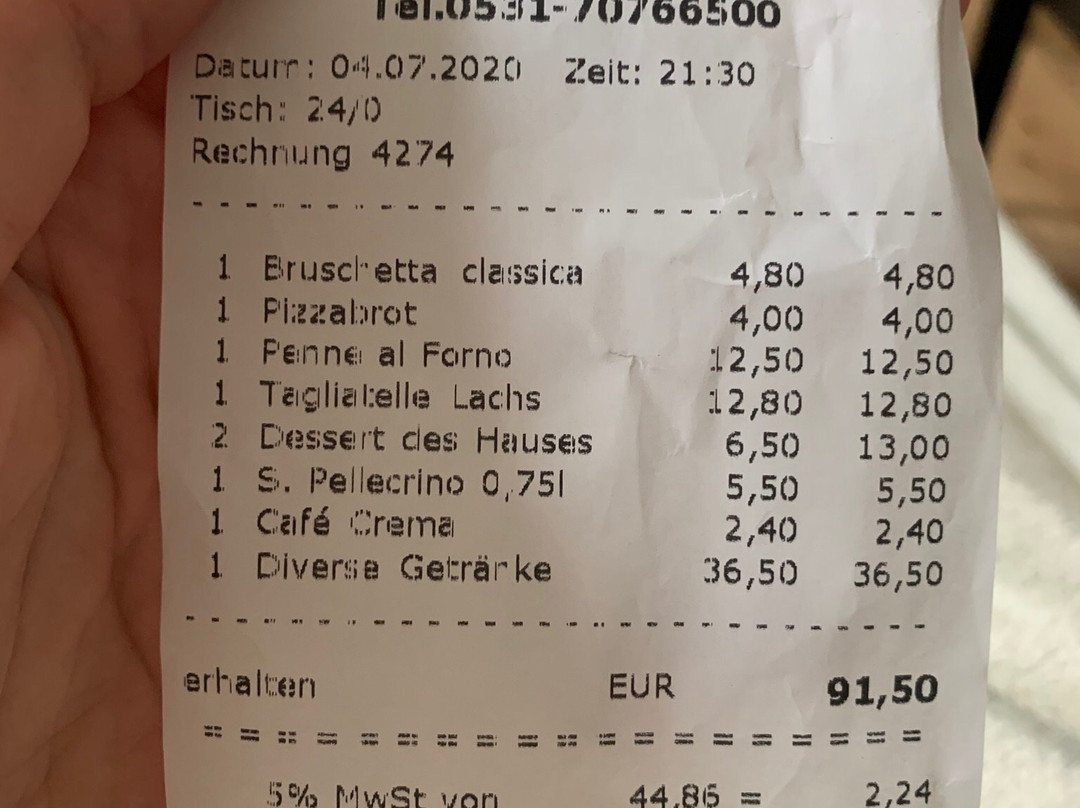 Tel.0531-70766500
Datum: 04.07.2020 Zeit: 21:30
Tisch: 24/0
Rechnung 4274
- - - - - - - - - - - - - - - - - - - - - - - - - - - -
1 Bruschetta classica 4,80 4,80
1 Pizzabrot 4,00 4,00
1 Penne al Forno 12,50 12,50
1 Tagliatelle Lachs 12,80 12,80
2 Dessert des Hauses 6,50 13,00
1 S. Pellecrino 0,75l 5,50 5,50
1 Café Crema 2,40 2,40
1 Diverse Getränke 36,50 36,50
- - - - - - - - - - - - - - - - - - - - - - - - - - - -
erhalten EUR 91,50
= = = = = = = = = = = = = = = = = = =
5% MwSt von 44,86 = 2,24